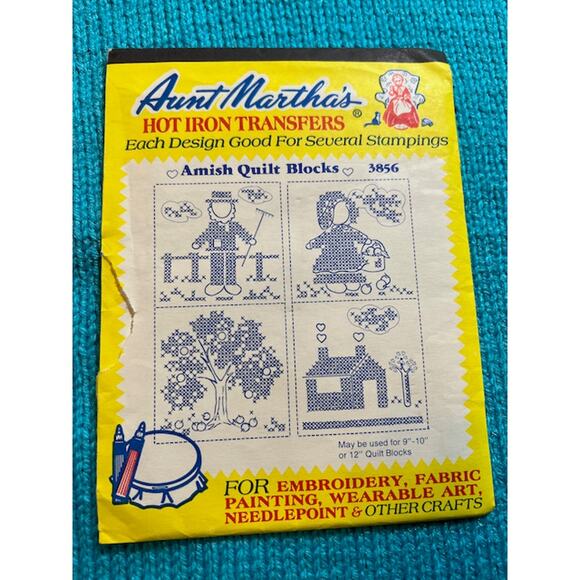 Aunt Martha's ®
HOT IRON TRANSFERS
Each Design Good For Several Stampings
Amish Quilt Blocks 3856
May be used for 9"-10"
or 12" Quilt Blocks
FOR EMBROIDERY, FABRIC
PAINTING, WEARABLE ART,
NEEDLEPOINT & OTHER CRAFTS